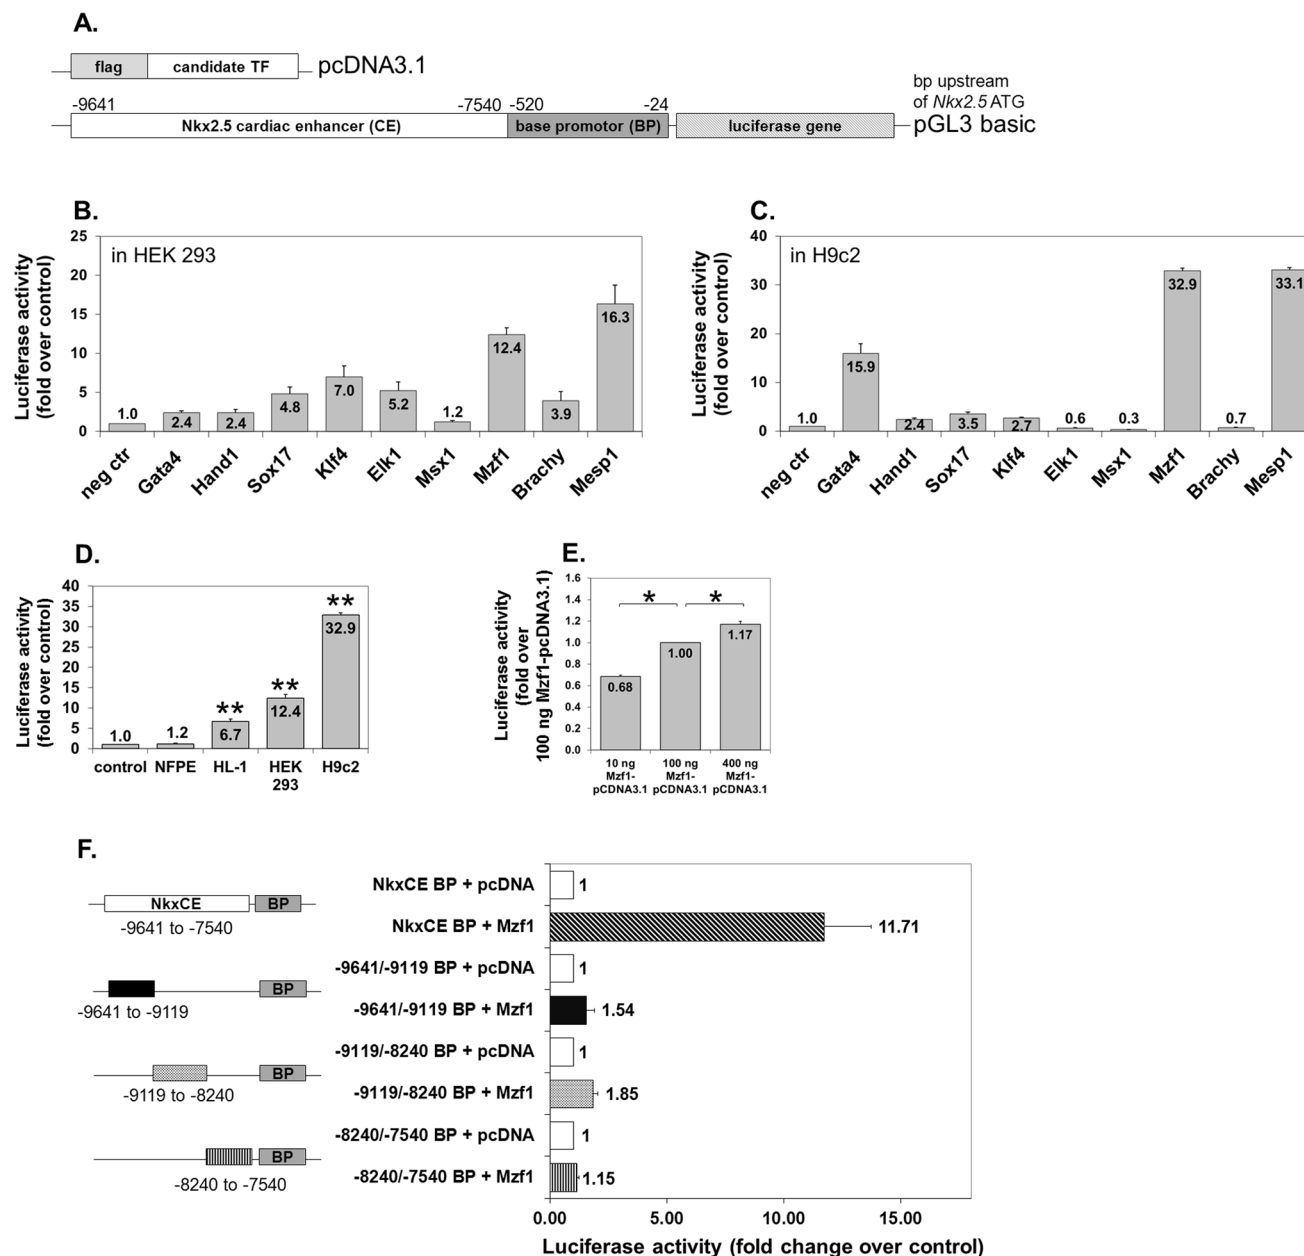 A.
flag candidate TF pcDNA3.1
bp upstream
of Nkx2.5 ATG
-9641 -7540 -520 -24
Nkx2.5 cardiac enhancer (CE) base promotor (BP) luciferase gene pGL3 basic
B.
Luciferase activity
(fold over control)
25
20
15
10
5
0
in HEK 293
1.0 2.4 2.4 4.8 7.0 5.2 1.2 12.4 3.9 16.3
neg ctr Gata4 Hand1 Sox17 Klf4 Elk1 Msx1 Mzf1 Brachy Mesp1
C.
Luciferase activity
(fold over control)
40
30
20
10
0
in H9c2
1.0 15.9 2.4 3.5 2.7 0.6 0.3 32.9 0.7 33.1
neg ctr Gata4 Hand1 Sox17 Klf4 Elk1 Msx1 Mzf1 Brachy Mesp1
D.
Luciferase activity
(fold over control)
40
35
30
25
20
15
10
5
0
1.0 1.2 ** 6.7 ** 12.4 ** 32.9
control NFPE HL-1 HEK H9c2
293
E.
Luciferase activity
(fold over
100 ng Mzf1-pcDNA3.1)
1.6
1.4
1.2
1.0
0.8
0.6
0.4
0.2
0.0
* *
0.68 1.00 1.17
10 ng 100 ng 400 ng
Mzf1- Mzf1- Mzf1-
pCDNA3.1 pCDNA3.1 pCDNA3.1
F.
NkxCE BP
-9641 to -7540
BP
-9641 to -9119
BP
-9119 to -8240
BP
-8240 to -7540
NkxCE BP + pcDNA 1
NkxCE BP + Mzf1 11.71
-9641/-9119 BP + pcDNA 1
-9641/-9119 BP + Mzf1 1.54
-9119/-8240 BP + pcDNA 1
-9119/-8240 BP + Mzf1 1.85
-8240/-7540 BP + pcDNA 1
-8240/-7540 BP + Mzf1 1.15
0.00 5.00 10.00 15.00
Luciferase activity (fold change over control)